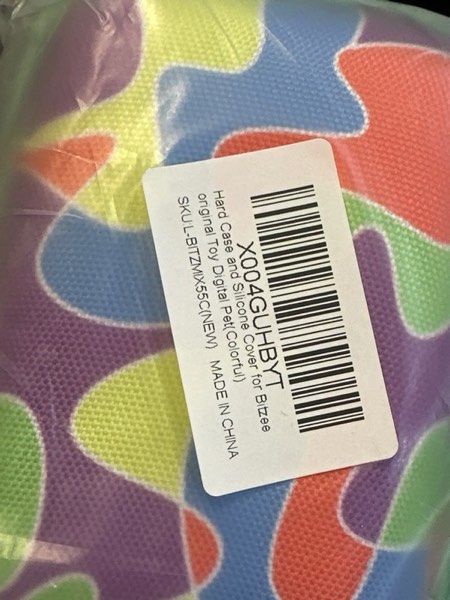 X004GUHBYT
Hard Case and Silicone Cover for Bitzee
original Toy Digital Pet(Colorful)
SKU:L-BITZMIX55C(NEW) MADE IN CHINA